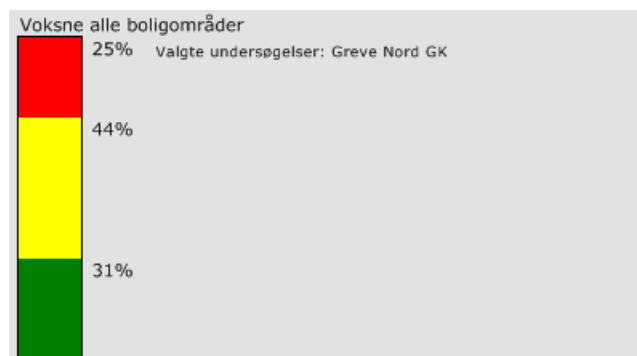 Voksne alle boligområder
25% Valgte undersøgelser: Greve Nord GK
44%
31%